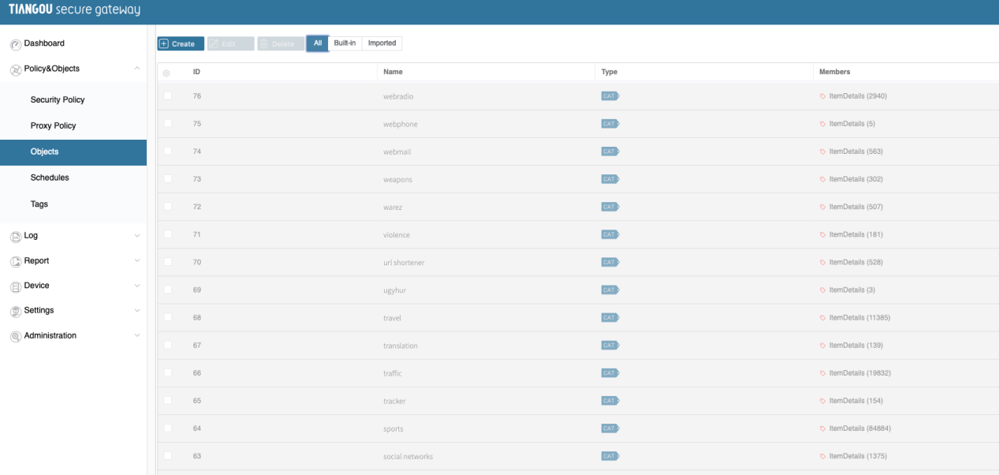 TIANGOU secure gateway
Dashboard
Policy&Objects
Security Policy
Proxy Policy
Objects
Schedules
Tags
Log
Report
Device
Settings
Administration
Create Edit Delete All Built-in Imported
ID Name Type Members
76 webradio CAT ItemDetails (2940)
75 webphone CAT ItemDetails (5)
74 webmail CAT ItemDetails (563)
73 weapons CAT ItemDetails (302)
72 warez CAT ItemDetails (507)
71 violence CAT ItemDetails (181)
70 url shortener CAT ItemDetails (528)
69 ugyhur CAT ItemDetails (3)
68 travel CAT ItemDetails (11385)
67 translation CAT ItemDetails (139)
66 traffic CAT ItemDetails (19832)
65 tracker CAT ItemDetails (154)
64 sports CAT ItemDetails (84884)
63 social networks CAT ItemDetails (1375)